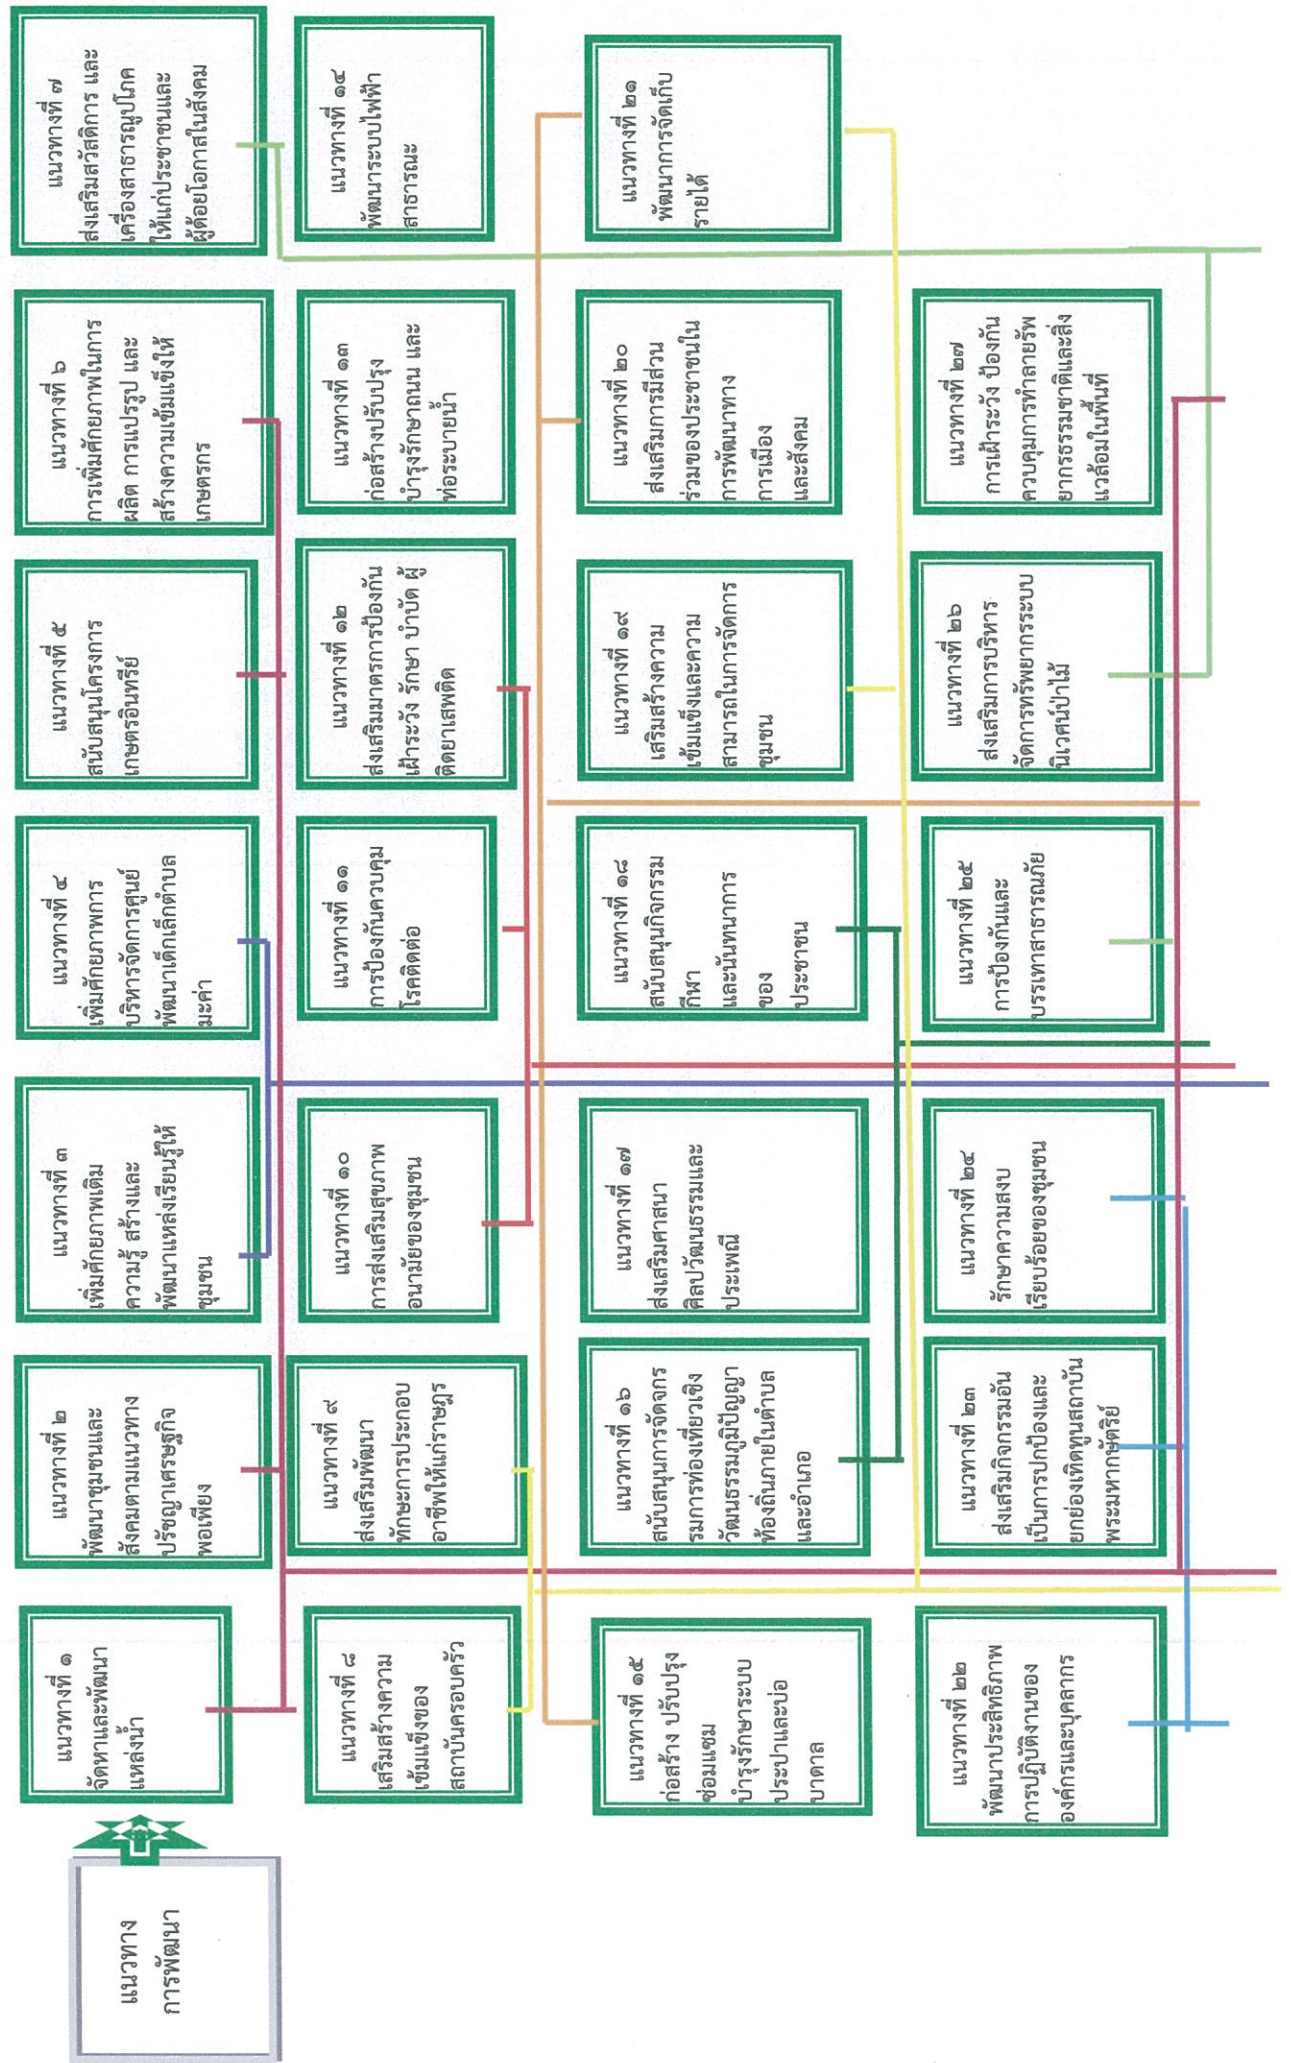 แนวทาง
การพัฒนา
แนวทางที่ ๑
จัดหาและพัฒนา
แหล่งน้ำ
แนวทางที่ ๒
พัฒนาชุมชนและ
สังคมตามแนวทาง
ปรัชญาเศรษฐกิจ
พอเพียง
แนวทางที่ ๓
เพิ่มศักยภาพเติม
ความรู้ สร้างและ
พัฒนาแหล่งเรียนรู้ให้
ชุมชน
แนวทางที่ ๔
เพิ่มศักยภาพการ
บริหารจัดการศูนย์
พัฒนาเด็กเล็กตำบล
มะค่า
แนวทางที่ ๕
สนับสนุนโครงการ
เกษตรอินทรีย์
แนวทางที่ ๖
การเพิ่มศักยภาพในการ
ผลิต การแปรรูป และ
สร้างความเข้มแข็งให้
เกษตรกร
แนวทางที่ ๗
ส่งเสริมสวัสดิการ และ
เครื่องสาธารณูปโภค
ให้แก่ประชาชนและ
ผู้ด้อยโอกาสในสังคม
แนวทางที่ ๘
เสริมสร้างความ
เข้มแข็งของ
สถาบันครอบครัว
แนวทางที่ ๙
ส่งเสริมพัฒนา
ทักษะการประกอบ
อาชีพให้แก่ราษฎร
แนวทางที่ ๑๐
การส่งเสริมสุขภาพ
อนามัยของชุมชน
แนวทางที่ ๑๑
การป้องกันควบคุม
โรคติดต่อ
แนวทางที่ ๑๒
ส่งเสริมมาตรการป้องกัน
เฝ้าระวัง รักษา บำบัด ผู้
ติดยาเสพติด
แนวทางที่ ๑๓
ก่อสร้างปรับปรุง
บำรุงรักษาถนน และ
ท่อระบายน้ำ
แนวทางที่ ๑๔
พัฒนาระบบไฟฟ้า
สาธารณะ
แนวทางที่ ๑๕
ก่อสร้าง ปรับปรุง
ซ่อมแซม
บำรุงรักษาระบบ
ประปาและบ่อ
บาดาล
แนวทางที่ ๑๖
สนับสนุนการจัดจกร
รมการท่องเที่ยวเชิง
วัฒนธรรมภูมิปัญญา
ท้องถิ่นภายในตำบล
และอำเภอ
แนวทางที่ ๑๗
ส่งเสริมศาสนา
ศิลปวัฒนธรรมและ
ประเพณี
แนวทางที่ ๑๘
สนับสนุนกิจกรรม
กีฬา
และนันทนาการ
ของ
ประชาชน
แนวทางที่ ๑๙
เสริมสร้างความ
เข้มแข็งและความ
สามารถในการจัดการ
ชุมชน
แนวทางที่ ๒๐
ส่งเสริมการมีส่วน
ร่วมของประชาชนใน
การพัฒนาทาง
การเมือง
และสังคม
แนวทางที่ ๒๑
พัฒนาการจัดเก็บ
รายได้
แนวทางที่ ๒๒
พัฒนาประสิทธิภาพ
การปฏิบัติงานของ
องค์กรและบุคลากร
แนวทางที่ ๒๓
ส่งเสริมกิจกรรมอัน
เป็นการปกป้องและ
ยกย่องเทิดทูนสถาบัน
พระมหากษัตริย์
แนวทางที่ ๒๔
รักษาความสงบ
เรียบร้อยของชุมชน
แนวทางที่ ๒๕
การป้องกันและ
บรรเทาสาธารณภัย
แนวทางที่ ๒๖
ส่งเสริมการบริหาร
จัดการทรัพยากรระบบ
นิเวศน์ป่าไม้
แนวทางที่ ๒๗
การเฝ้าระวัง ป้องกัน
ควบคุมการทำลายรัพ
ยากรธรรมชาติและสิ่ง
แวล้อมในพื้นที่